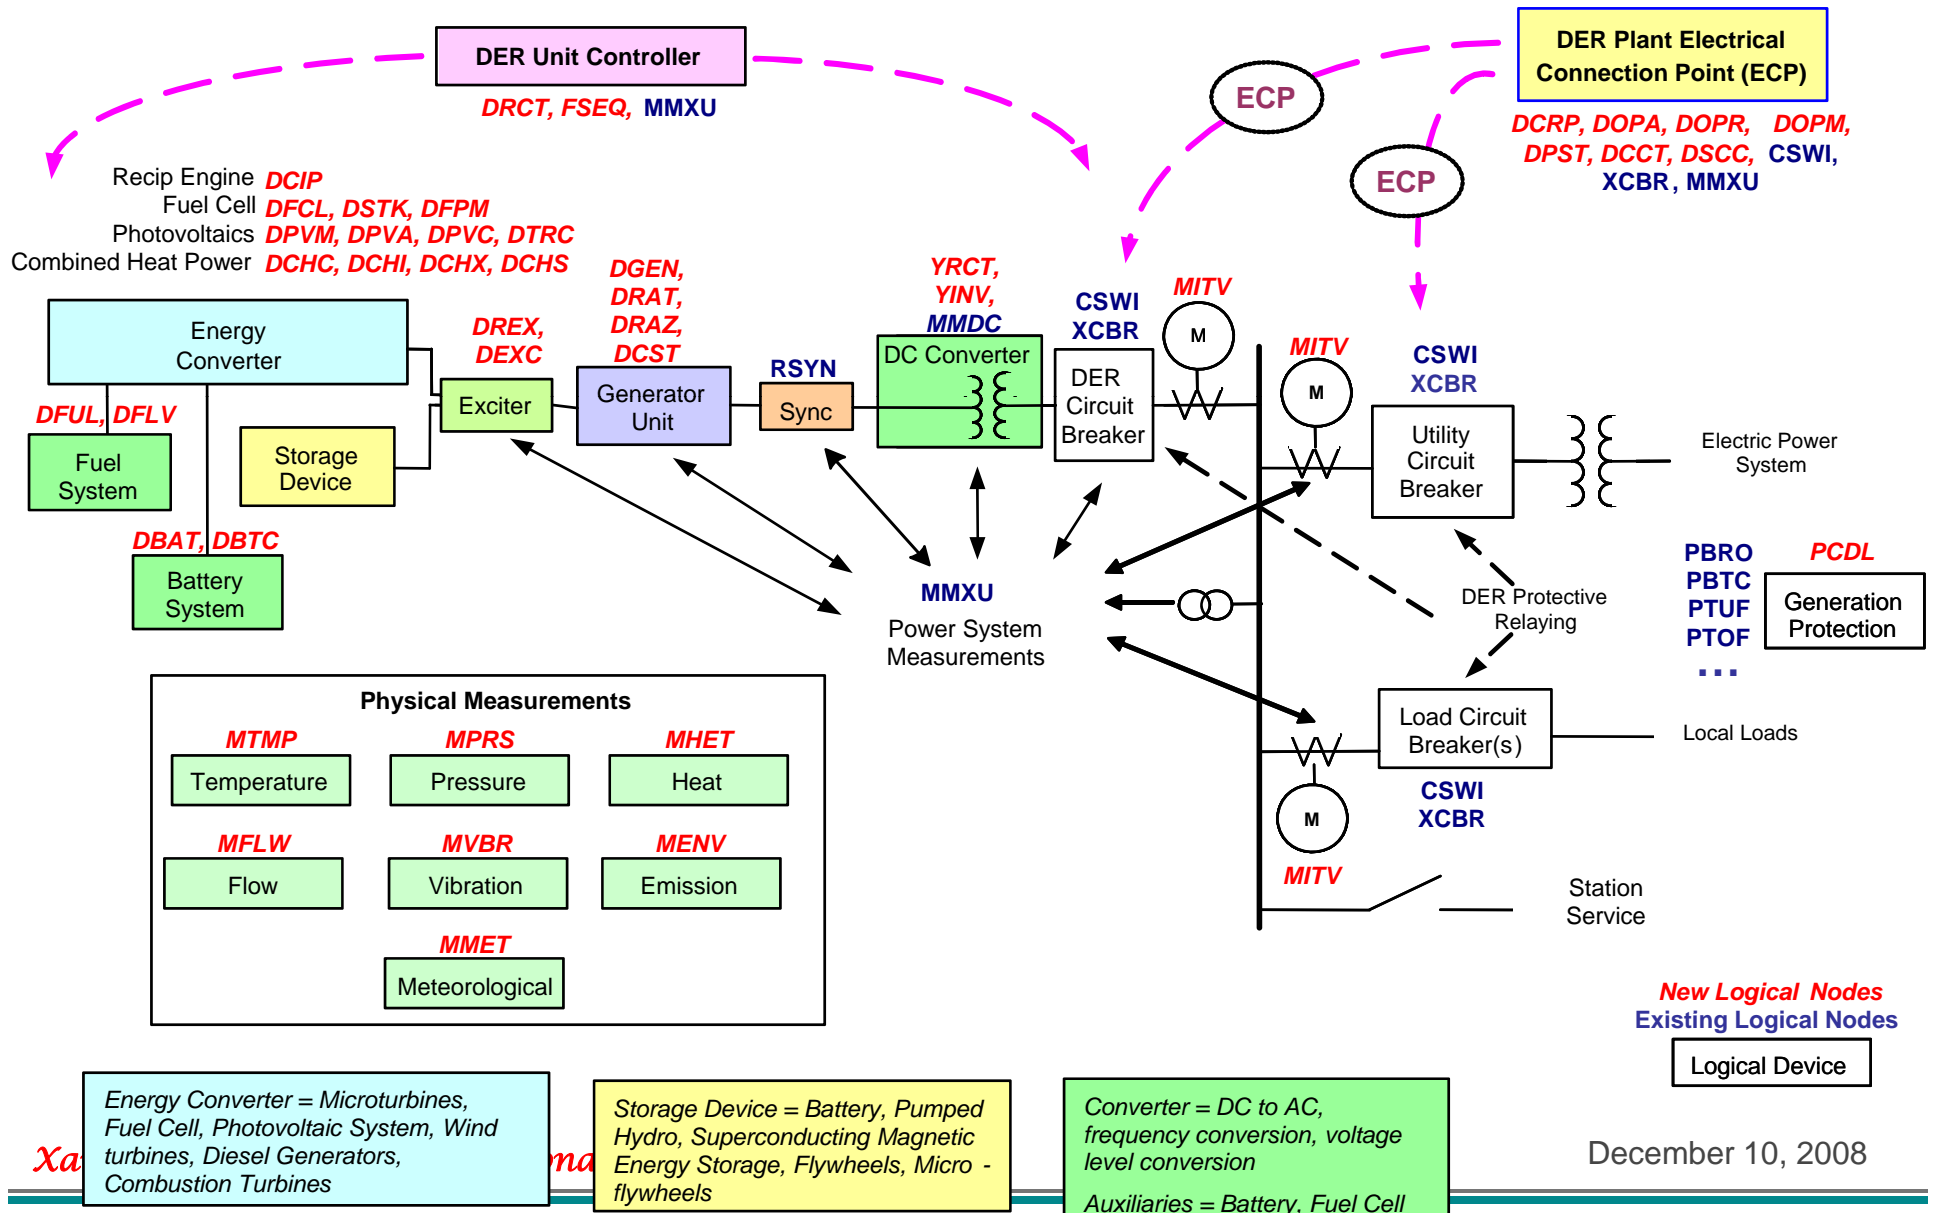 DER Unit Controller
DRCT, FSEQ, MMXU
ECP
DER Plant Electrical
Connection Point (ECP)
DCRP, DOPA, DOPR, DOPM,
DPST, DCCT, DSCC, CSWI,
XCBR, MMXU
ECP
Recip Engine DCIP
Fuel Cell DFCL, DSTK, DFPM
Photovoltaics DPVM, DPVA, DPVC, DTRC
Combined Heat Power DCHC, DCHI, DCHX, DCHS
Energy
Converter
DREX,
DEXC
Exciter
DGEN,
DRAT,
DRAZ,
DCST
Generator
Unit
RSYN
Sync
YRCT,
YINV,
MMDC
DC Converter
CSWI
XCBR
DER
Circuit
Breaker
MITV
M
MITV
M
CSWI
XCBR
Utility
Circuit
Breaker
Electric Power
System
DFUL, DFLV
Fuel
System
Storage
Device
DBAT, DBTC
Battery
System
MMXU
Power System
Measurements
DER Protective
Relaying
PBRO
PBTC
PTUF
PTOF
...
PCDL
Generation
Protection
Load Circuit
Breaker(s)
CSWI
XCBR
Local Loads
M
MITV
Station
Service
Physical Measurements
MTMP
Temperature
MPRS
Pressure
MHET
Heat
MFLW
Flow
MVBR
Vibration
MENV
Emission
MMET
Meteorological
New Logical Nodes
Existing Logical Nodes
Logical Device
Energy Converter = Microturbines,
Fuel Cell, Photovoltaic System, Wind
turbines, Diesel Generators,
Combustion Turbines
Storage Device = Battery, Pumped
Hydro, Superconducting Magnetic
Energy Storage, Flywheels, Micro -
flywheels
Converter = DC to AC,
frequency conversion, voltage
level conversion
Auxiliaries = Battery, Fuel Cell
December 10, 2008